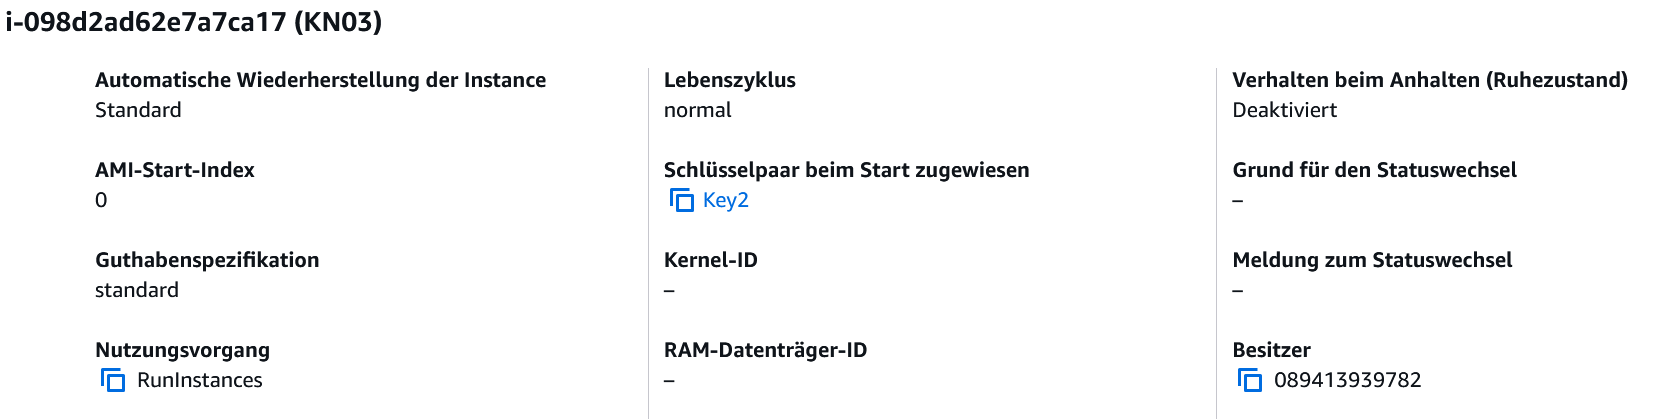 i-098d2ad62e7a7ca17 (KN03)
Automatische Wiederherstellung der Instance
Standard
Lebenszyklus
normal
Verhalten beim Anhalten (Ruhezustand)
Deaktiviert
AMI-Start-Index
0
Schlüsselpaar beim Start zugewiesen
Key2
Grund für den Statuswechsel
–
Guthabenspezifikation
standard
Kernel-ID
–
Meldung zum Statuswechsel
–
Nutzungsvorgang
RunInstances
RAM-Datenträger-ID
–
Besitzer
089413939782